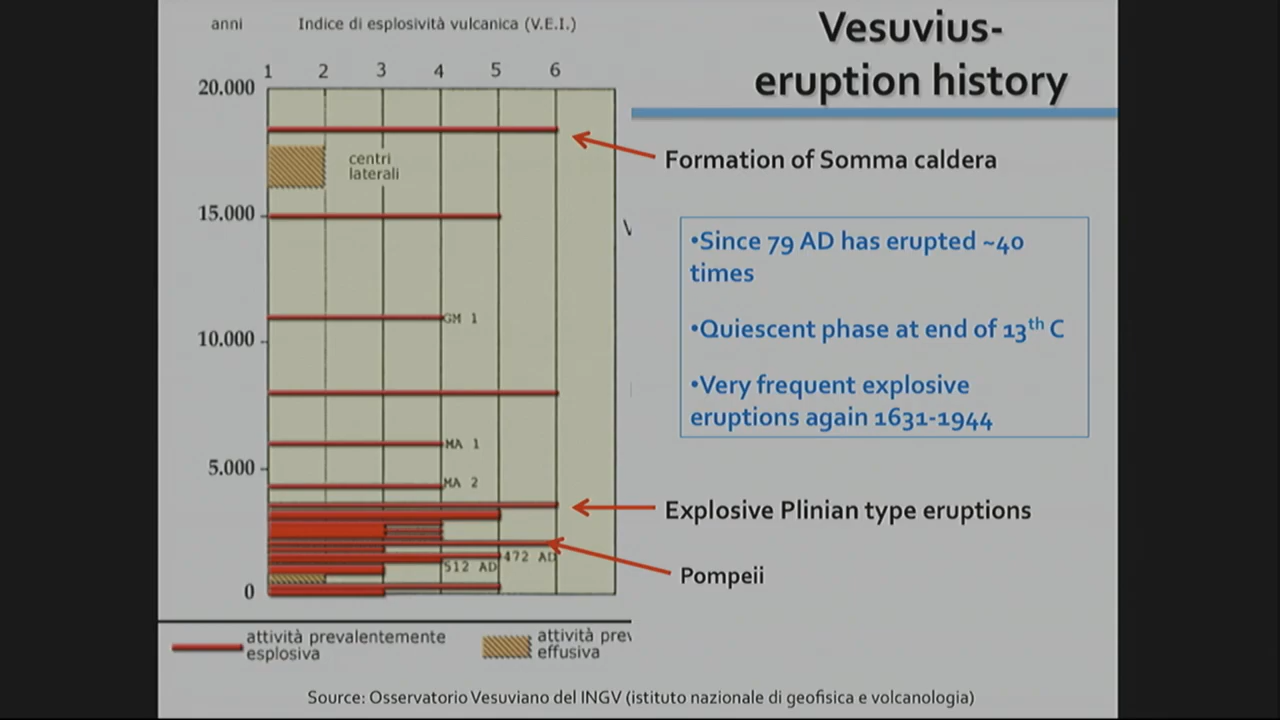 anni
Indice di esplosività vulcanica (V.E.I.)
1 2 3 4 5 6
20.000
15.000
10.000
5.000
0
centri
laterali
GM 1
MA 1
MA 2
472 AD
512 AD
attività prevalentemente
esplosiva
attività prev
effusiva
Vesuvius-
eruption history
Formation of Somma caldera
•Since 79 AD has erupted ~40
times
•Quiescent phase at end of 13th C
•Very frequent explosive
eruptions again 1631-1944
Explosive Plinian type eruptions
Pompeii
Source: Osservatorio Vesuviano del INGV (istituto nazionale di geofisica e volcanologia)